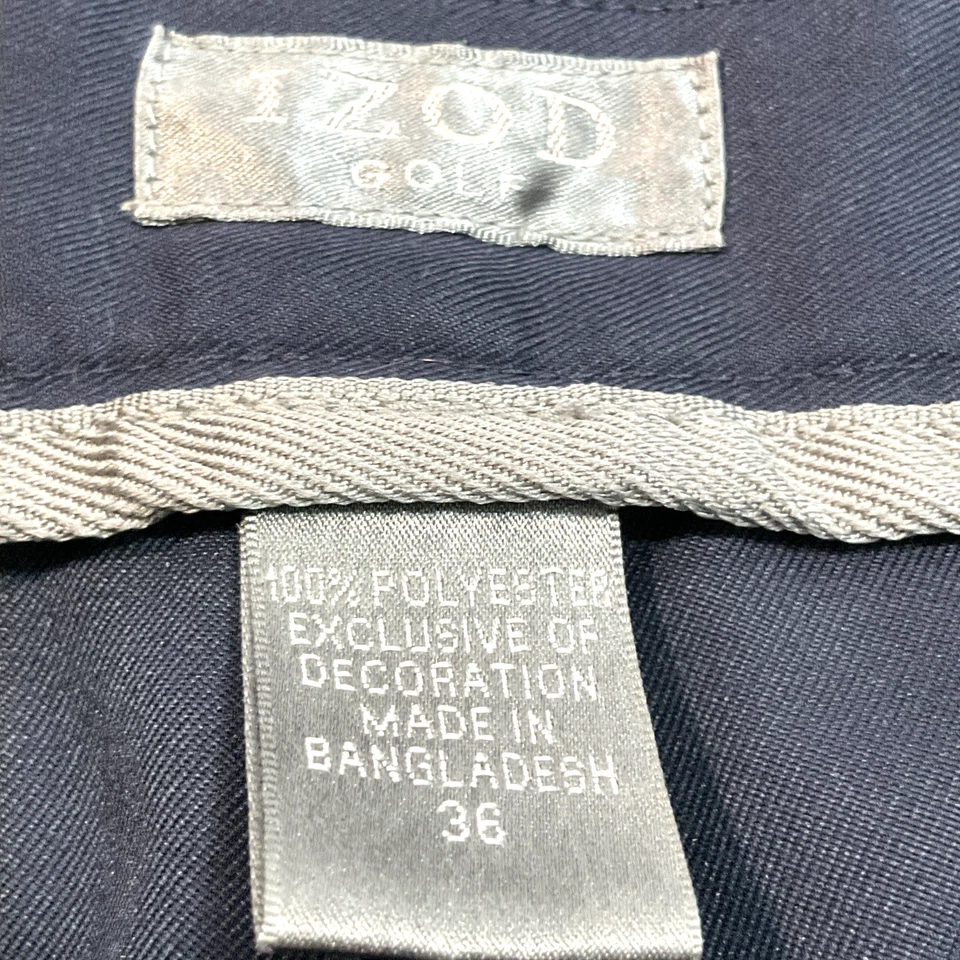 IZOD
GOLF
100% POLYESTER
EXCLUSIVE OF
DECORATION
MADE IN
BANGLADESH
36